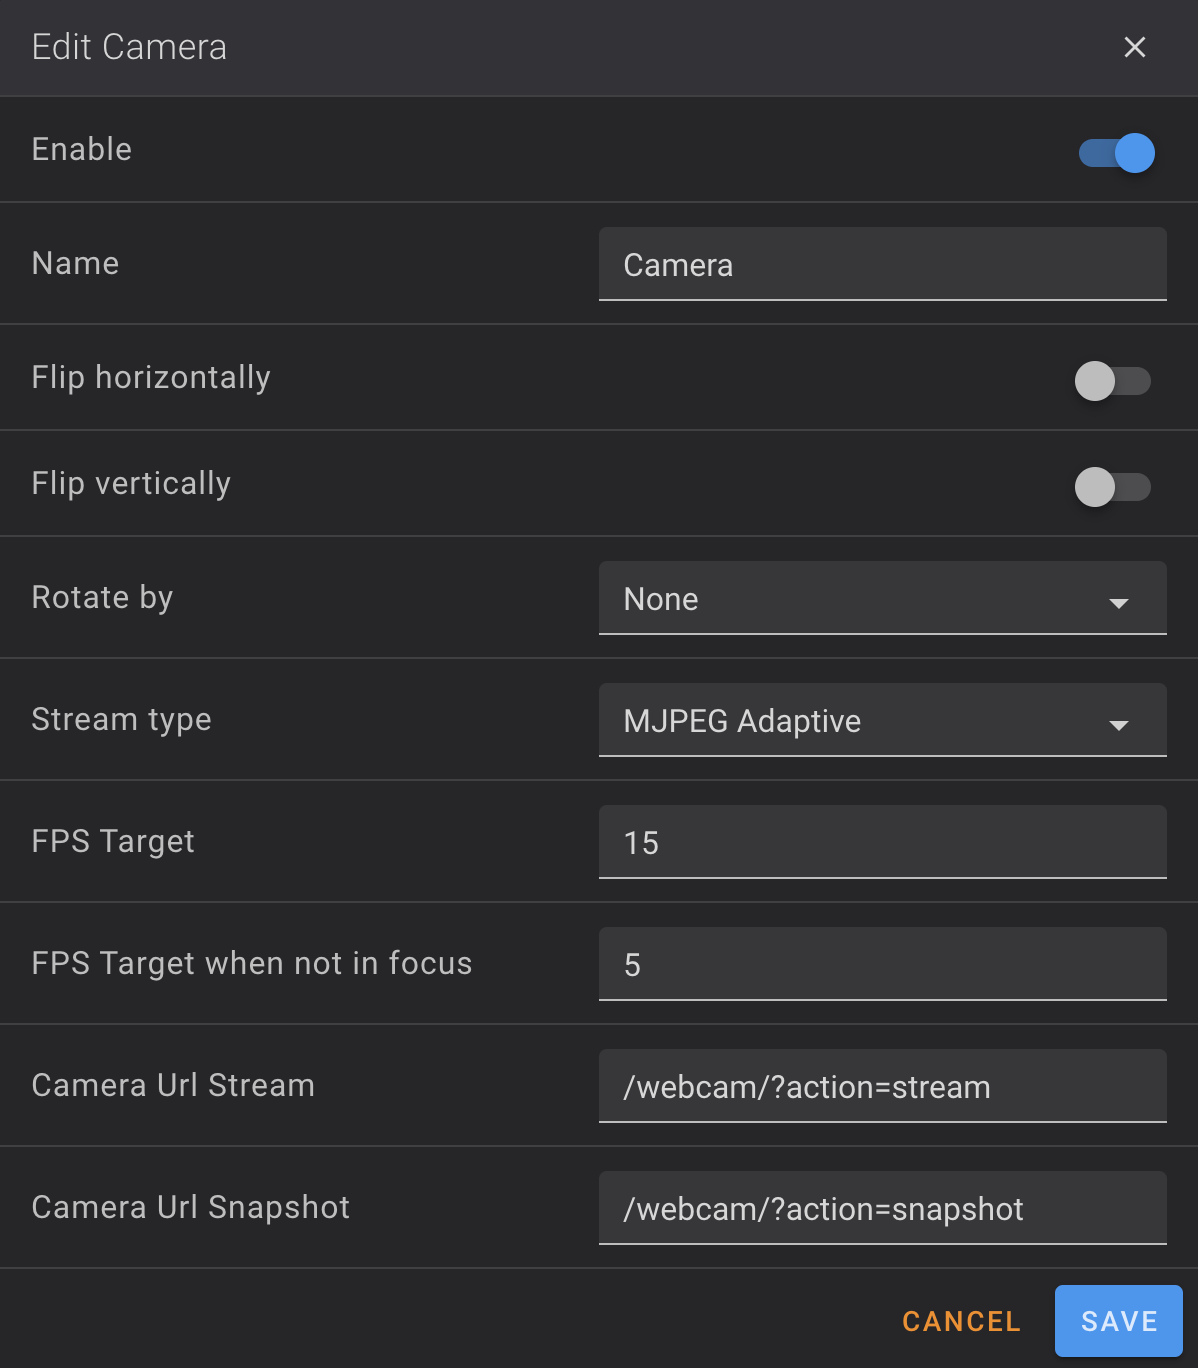 Edit Camera
Enable
Name
Camera
Flip horizontally
Flip vertically
Rotate by
None
Stream type
MJPEG Adaptive
FPS Target
15
FPS Target when not in focus
5
Camera Url Stream
/webcam/?action=stream
Camera Url Snapshot
/webcam/?action=snapshot
CANCEL
SAVE